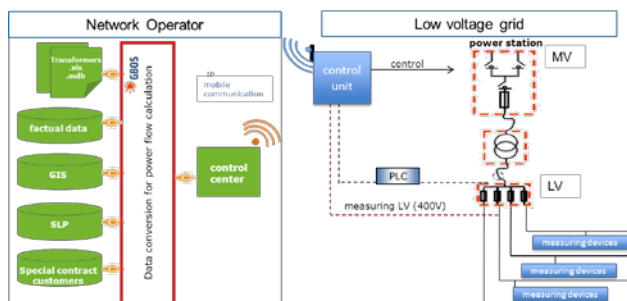 Network Operator
Low voltage grid
Transformers
.xls
.mdb
factual data
GIS
SLP
Special contract
customers
GBOS
Data conversion for power flow calculation
IP
mobile
communication
control
center
control
unit
control
power station
MV
PLC
LV
measuring LV (400V)
measuring devices
measuring devices
measuring devices